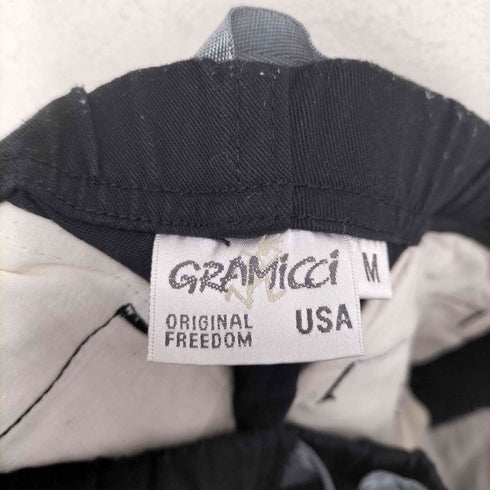 GRAMiCCi
M
ORIGINAL
FREEDOM
USA